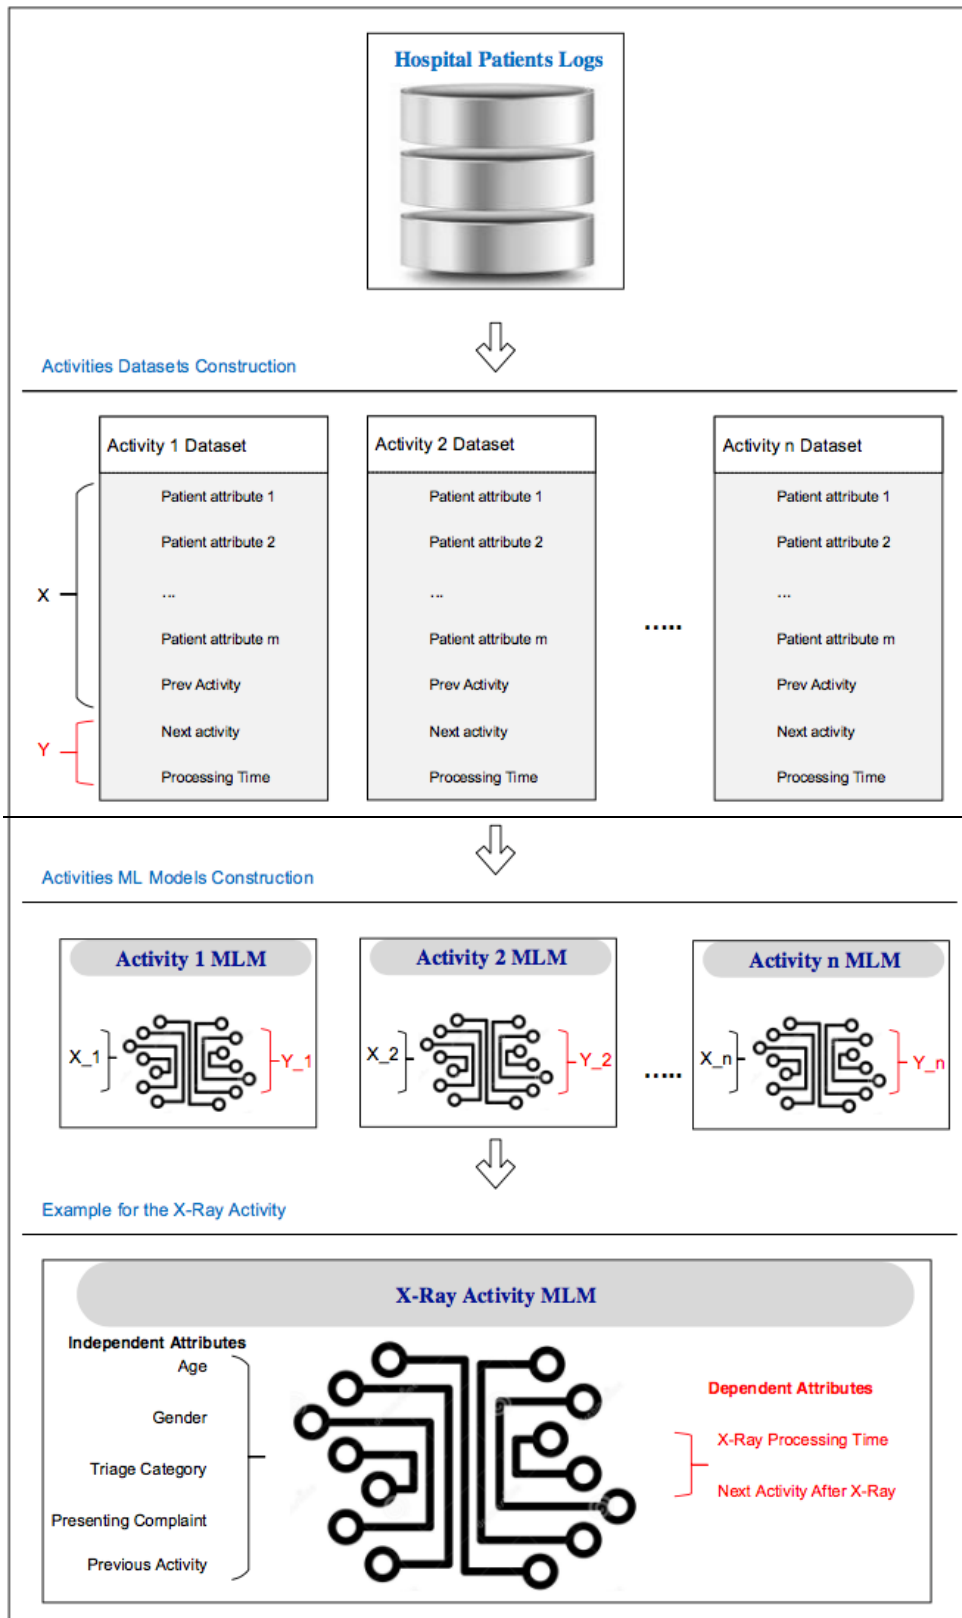 Hospital Patients Logs
Activities Datasets Construction
Activity 1 Dataset
Patient attribute 1
Patient attribute 2
...
Patient attribute m
Prev Activity
Next activity
Processing Time
X
Y
Activity 2 Dataset
Patient attribute 1
Patient attribute 2
...
Patient attribute m
Prev Activity
Next activity
Processing Time
.....
Activity n Dataset
Patient attribute 1
Patient attribute 2
...
Patient attribute m
Prev Activity
Next activity
Processing Time
Activities ML Models Construction
Activity 1 MLM
X_1
Y_1
Activity 2 MLM
X_2
Y_2
.....
Activity n MLM
X_n
Y_n
Example for the X-Ray Activity
X-Ray Activity MLM
Independent Attributes
Age
Gender
Triage Category
Presenting Complaint
Previous Activity
Dependent Attributes
X-Ray Processing Time
Next Activity After X-Ray